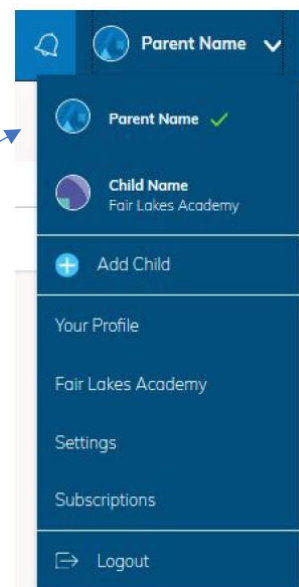 Parent Name
Parent Name
Child Name
Fair Lakes Academy
Add Child
Your Profile
Fair Lakes Academy
Settings
Subscriptions
Logout